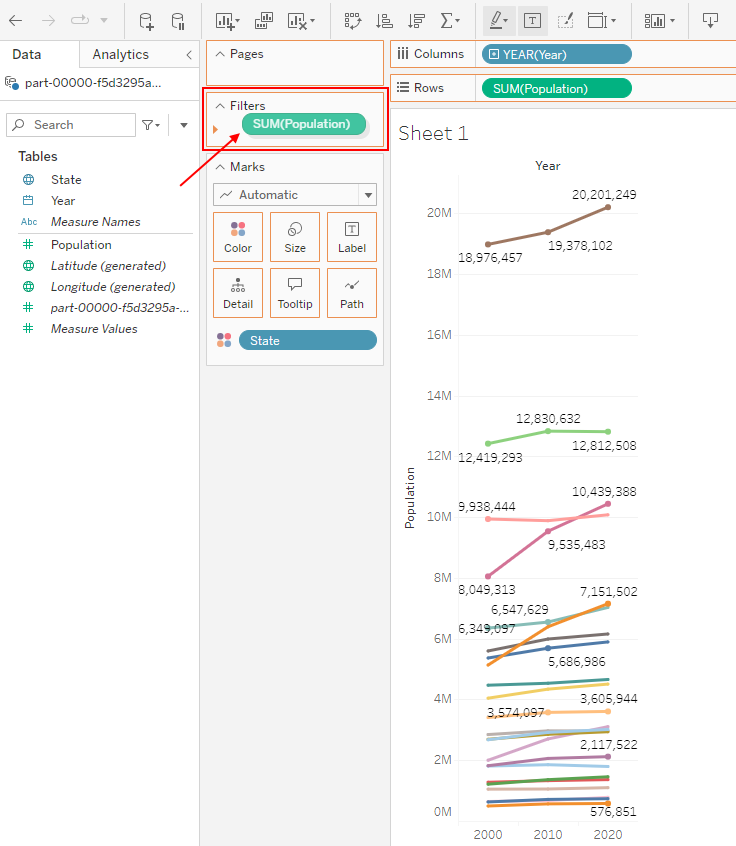 Data
Analytics
part-00000-f5d3295a...
Search
Tables
State
Year
Abc Measure Names
Population
Latitude (generated)
Longitude (generated)
part-00000-f5d3295a-...
Measure Values
Pages
Filters
SUM(Population)
Marks
Automatic
Color
Size
Label
Detail
Tooltip
Path
State
Columns
YEAR(Year)
Rows
SUM(Population)
Sheet 1
Year
20,201,249
20M
19,378,102
18,976,457
18M
16M
14M
12,830,632
12,812,508
12,419,293
12M
Population
10,439,388
9,938,444
10M
9,535,483
8M
8,049,313
7,151,502
6,547,629
6,349,097
6M
5,686,986
4M
3,605,944
3,574,097
2,117,522
2M
576,851
0M
2000
2010
2020